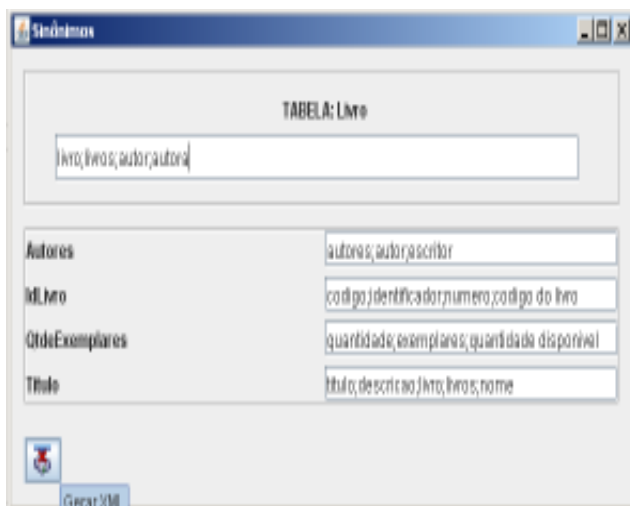 Sinônimos
TABELA: Livro
livro;livros;autor;autora
Autores autores;autor;escritor
IdLivro codigo;identificador;numero;codigo do livro
QtdeExemplares quantidade;exemplares;quantidade disponivel
Titulo titulo;descricao;livro;livros;nome
Gerar XML